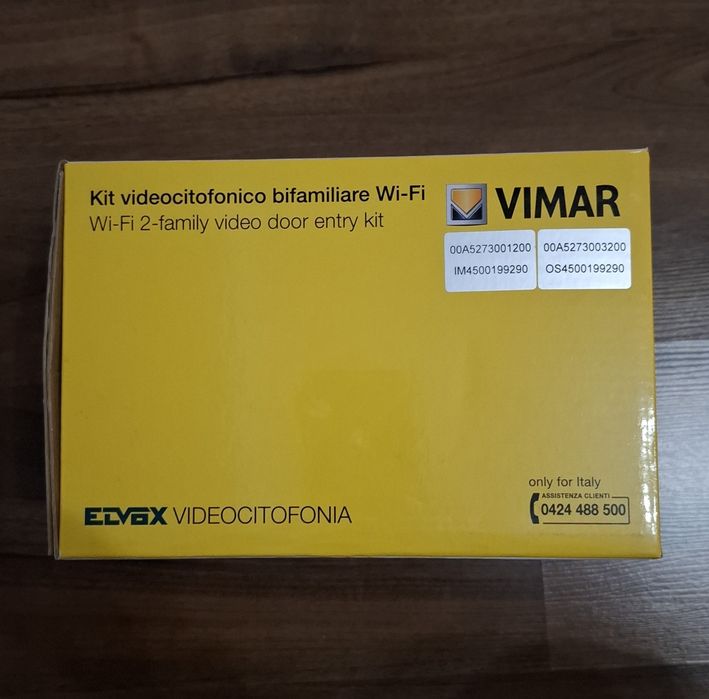 Kit videocitofonico bifamiliare Wi-Fi
Wi-Fi 2-family video door entry kit
VIMAR
00A5273001200
IM4500199290
00A5273003200
OS4500199290
ELVOX VIDEOCITOFONIA
only for Italy
ASSISTENZA CLIENTI
0424 488 500